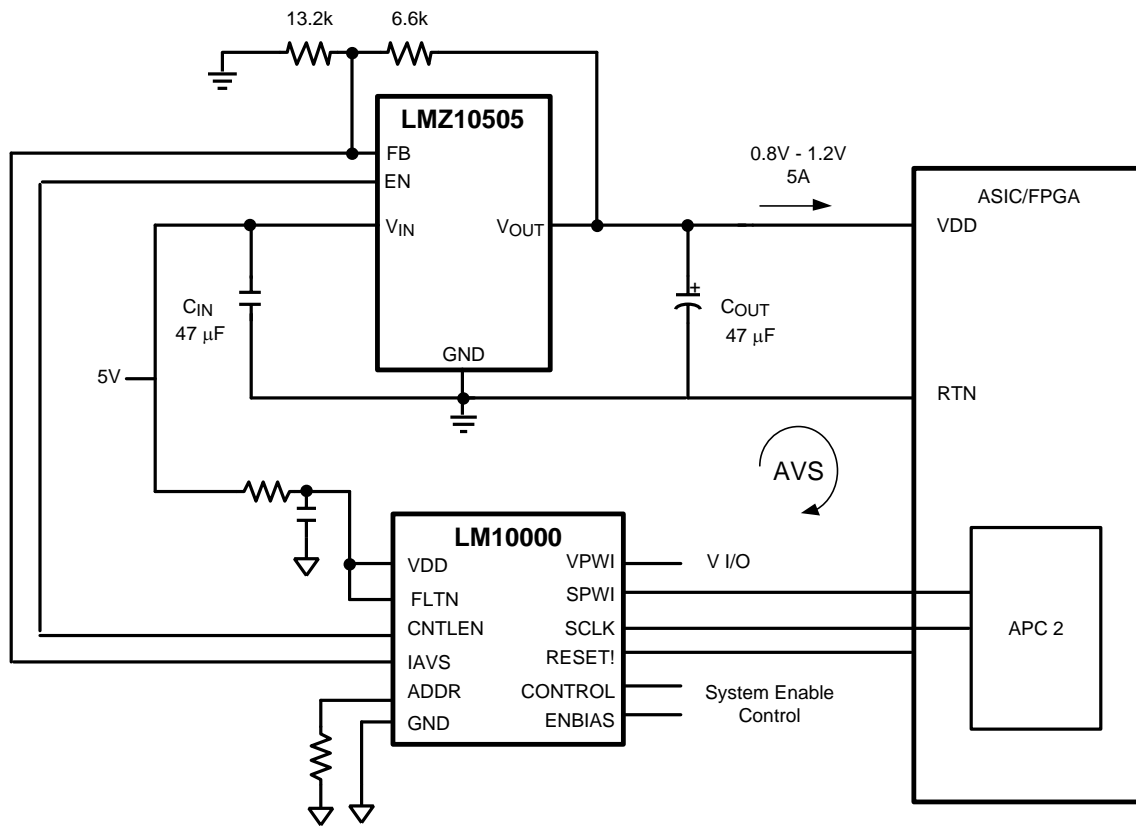 13.2k
6.6k
LMZ10505
FB
EN
VIN
VOUT
GND
0.8V - 1.2V
5A
ASIC/FPGA
VDD
RTN
CIN
47 μF
+
COUT
47 μF
5V
AVS
LM10000
VDD
FLTN
CNTLEN
IAVS
ADDR
GND
VPWI
SPWI
SCLK
RESET!
CONTROL
ENBIAS
V I/O
System Enable
Control
APC 2